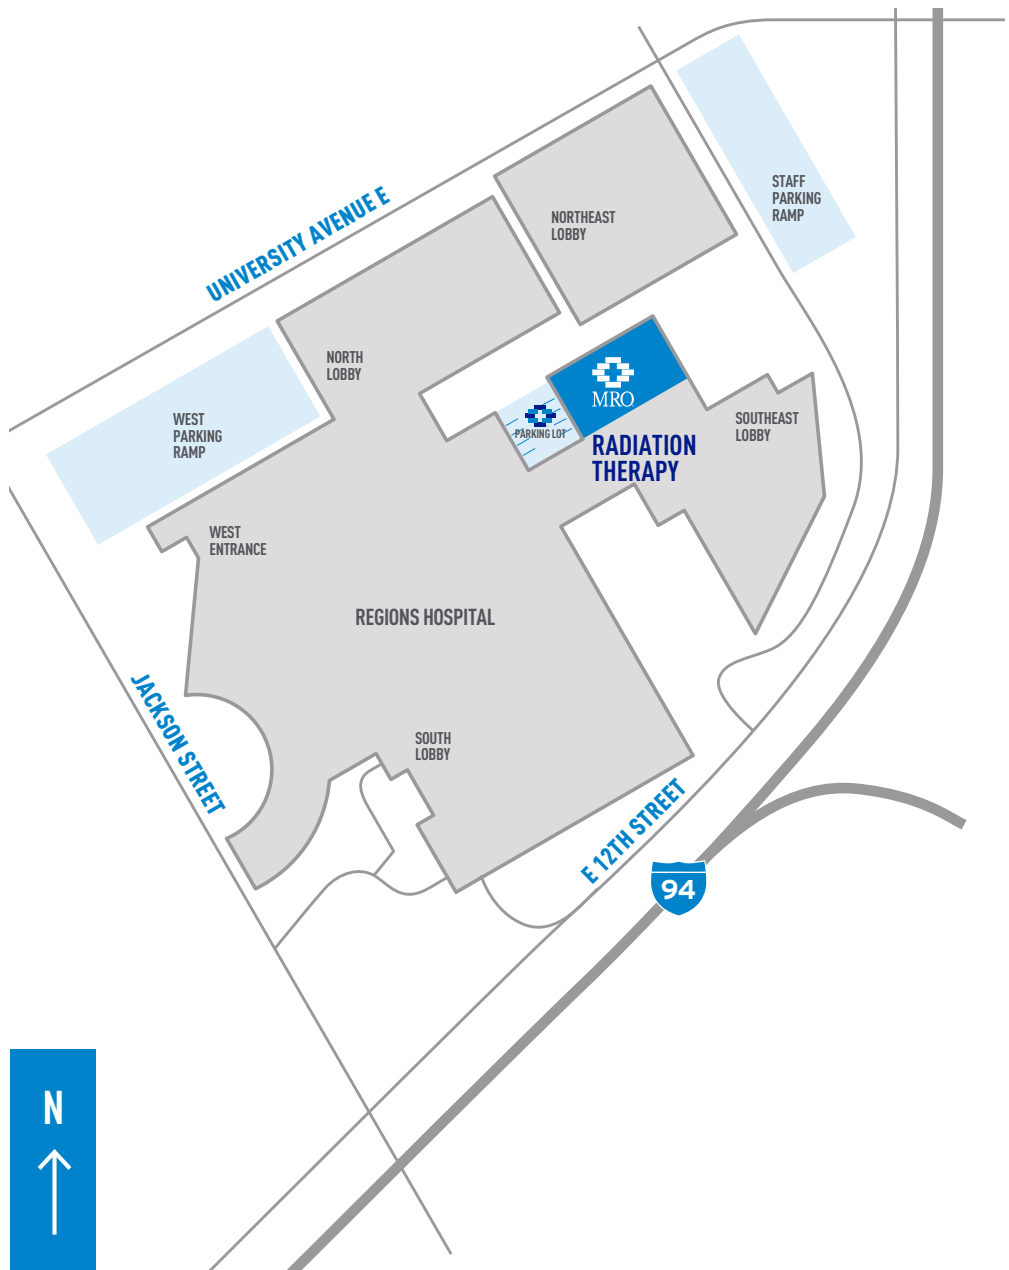 STAFF
PARKING
RAMP
NORTHEAST
LOBBY
UNIVERSITY AVENUE E
NORTH
LOBBY
MRO
WEST
PARKING
RAMP
PARKING LOT
SOUTHEAST
LOBBY
RADIATION
THERAPY
WEST
ENTRANCE
REGIONS HOSPITAL
JACKSON STREET
SOUTH
LOBBY
E 12TH STREET
94
N